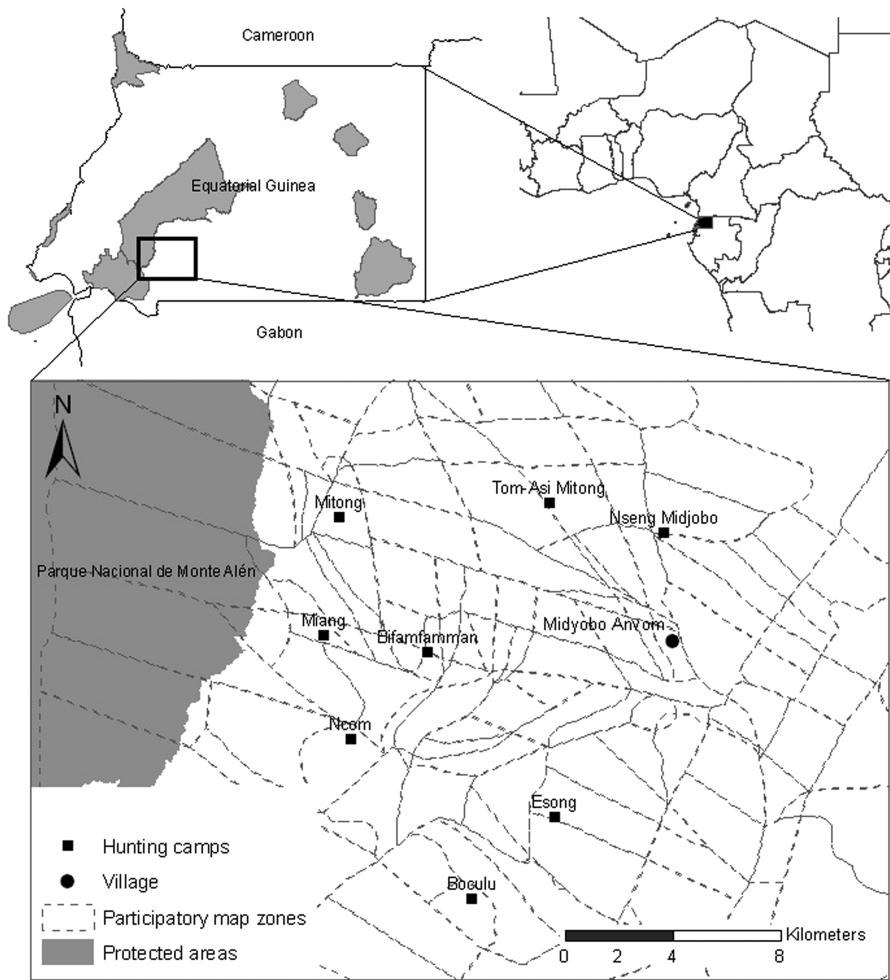 Cameroon
Equatorial Guinea
Gabon
N
Mitong
Tom-Asi Mitong
Nseng Midjobo
Parque Nacional de Monte Alén
Miang
Bifamfamman
Midyobo Anvom
Ncom
Esong
Boculu
Hunting camps
Village
Participatory map zones
Protected areas
Kilometers
0 2 4 8